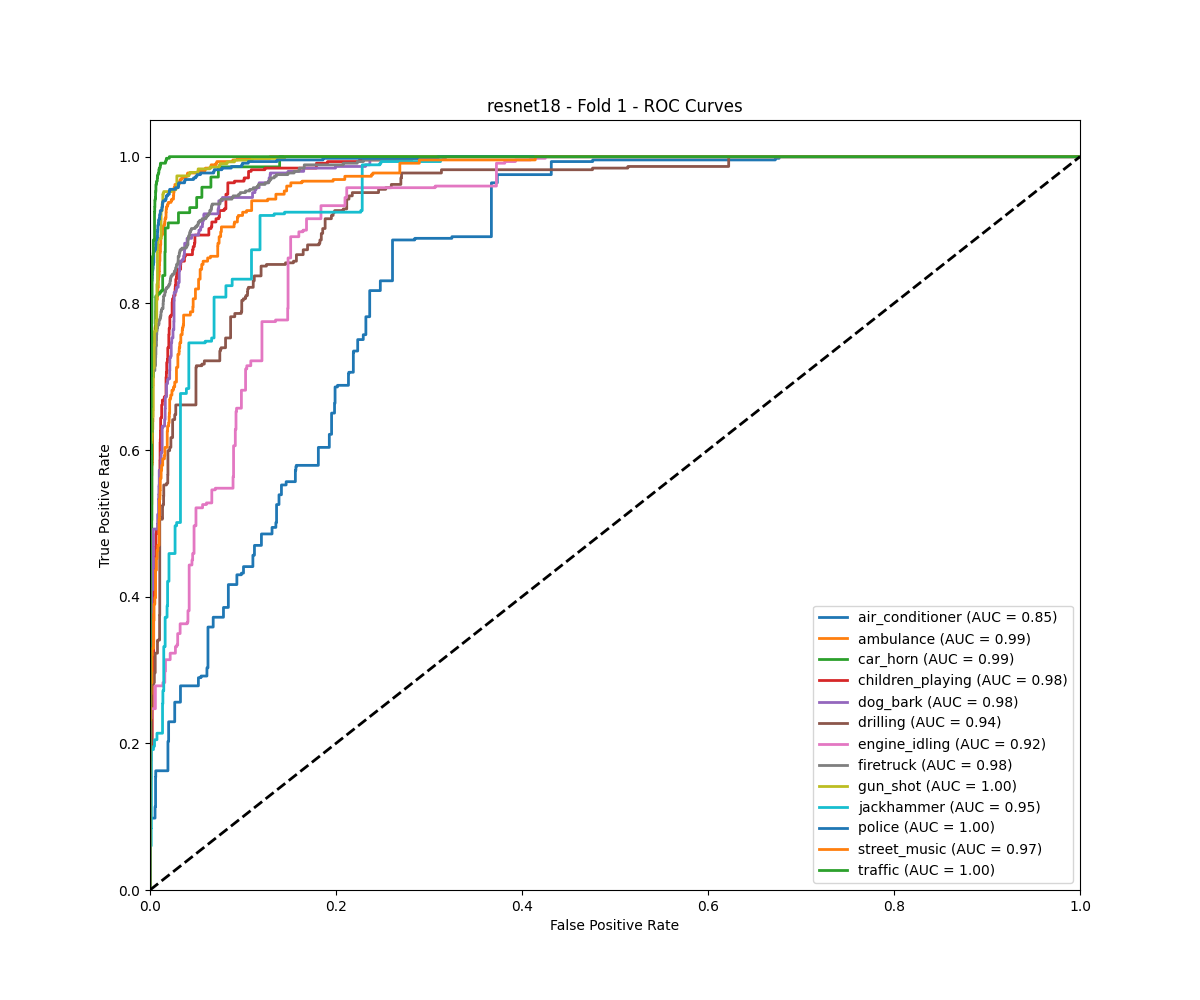 resnet18 - Fold 1 - ROC Curves
1.0
0.8
0.6
0.4
0.2
0.0
True Positive Rate
0.0 0.2 0.4 0.6 0.8 1.0
False Positive Rate
air_conditioner (AUC = 0.85)
ambulance (AUC = 0.99)
car_horn (AUC = 0.99)
children_playing (AUC = 0.98)
dog_bark (AUC = 0.98)
drilling (AUC = 0.94)
engine_idling (AUC = 0.92)
firetruck (AUC = 0.98)
gun_shot (AUC = 1.00)
jackhammer (AUC = 0.95)
police (AUC = 1.00)
street_music (AUC = 0.97)
traffic (AUC = 1.00)